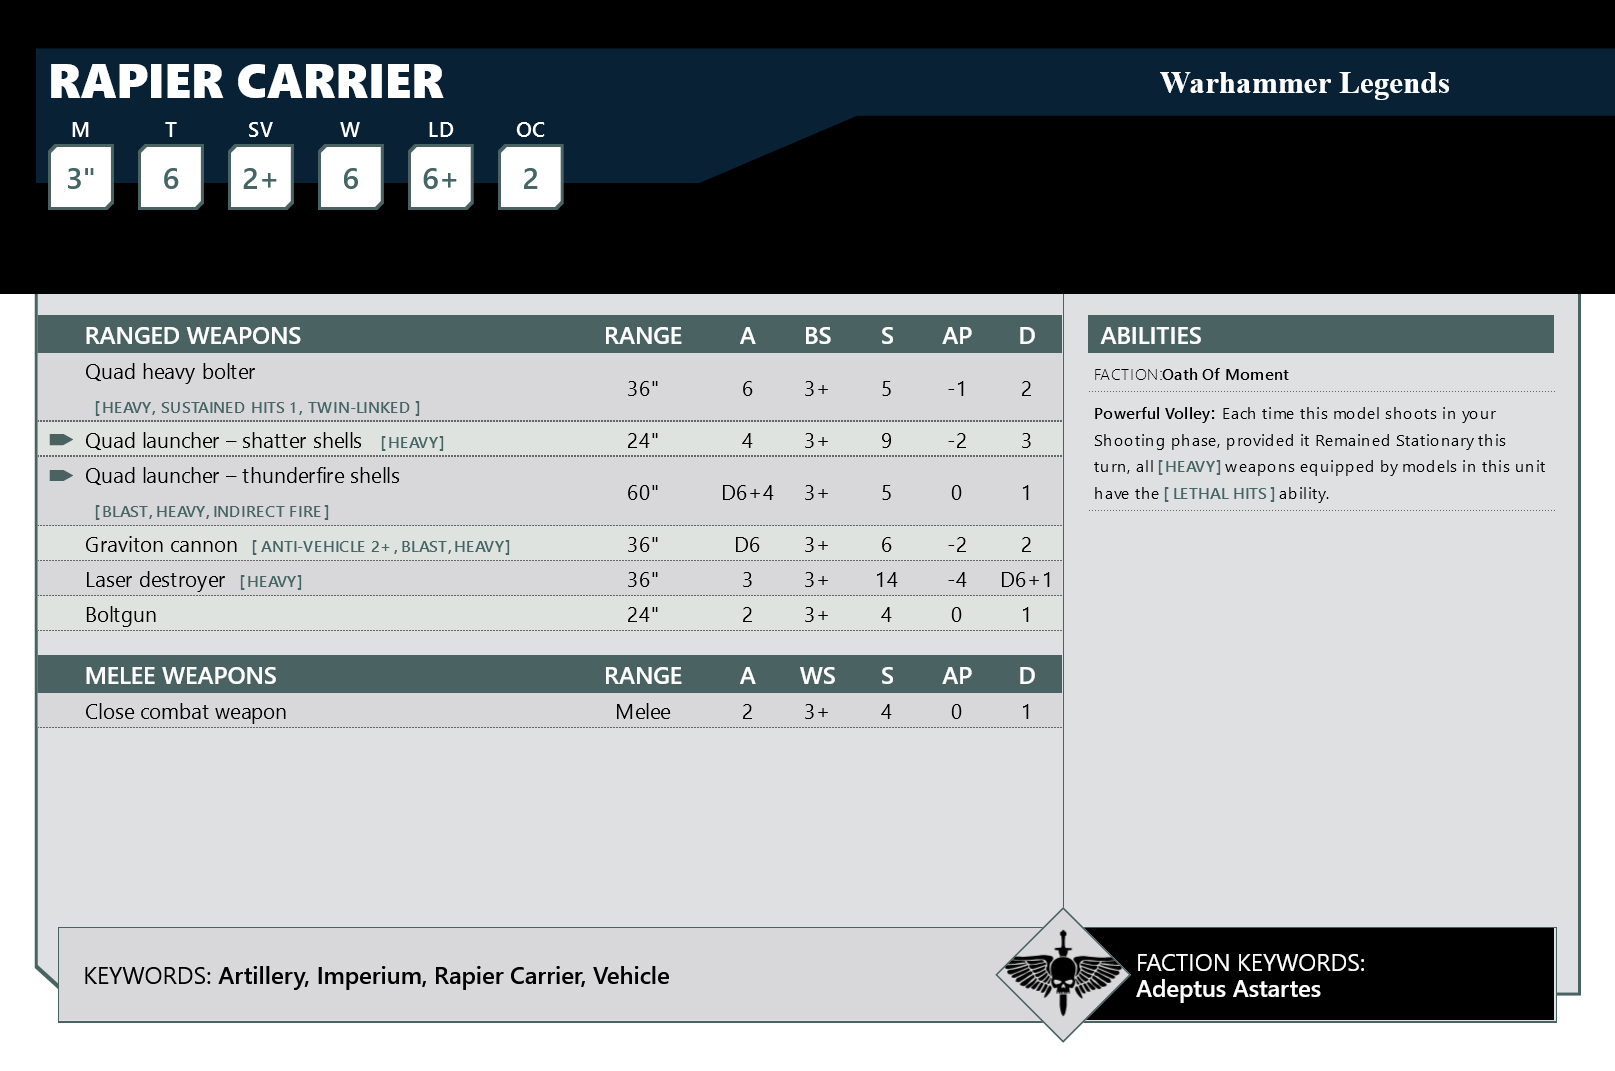 RAPIER CARRIER
Warhammer Legends
M T SV W LD OC
3" 6 2+ 6 6+ 2
RANGED WEAPONS RANGE A BS S AP D
Quad heavy bolter
36" 6 3+ 5 -1 2
[HEAVY, SUSTAINED HITS 1, TWIN-LINKED ]
Quad launcher – shatter shells [HEAVY] 24" 4 3+ 9 -2 3
Quad launcher – thunderfire shells
60" D6+4 3+ 5 0 1
[BLAST, HEAVY, INDIRECT FIRE]
Graviton cannon [ ANTI-VEHICLE 2+ , BLAST, HEAVY] 36" D6 3+ 6 -2 2
Laser destroyer [HEAVY] 36" 3 3+ 14 -4 D6+1
Boltgun 24" 2 3+ 4 0 1
MELEE WEAPONS RANGE A WS S AP D
Close combat weapon Melee 2 3+ 4 0 1
ABILITIES
FACTION:Oath Of Moment
Powerful Volley: Each time this model shoots in your
Shooting phase, provided it Remained Stationary this
turn, all [HEAVY] weapons equipped by models in this unit
have the [ LETHAL HITS ] ability.
KEYWORDS: Artillery, Imperium, Rapier Carrier, Vehicle
FACTION KEYWORDS:
Adeptus Astartes